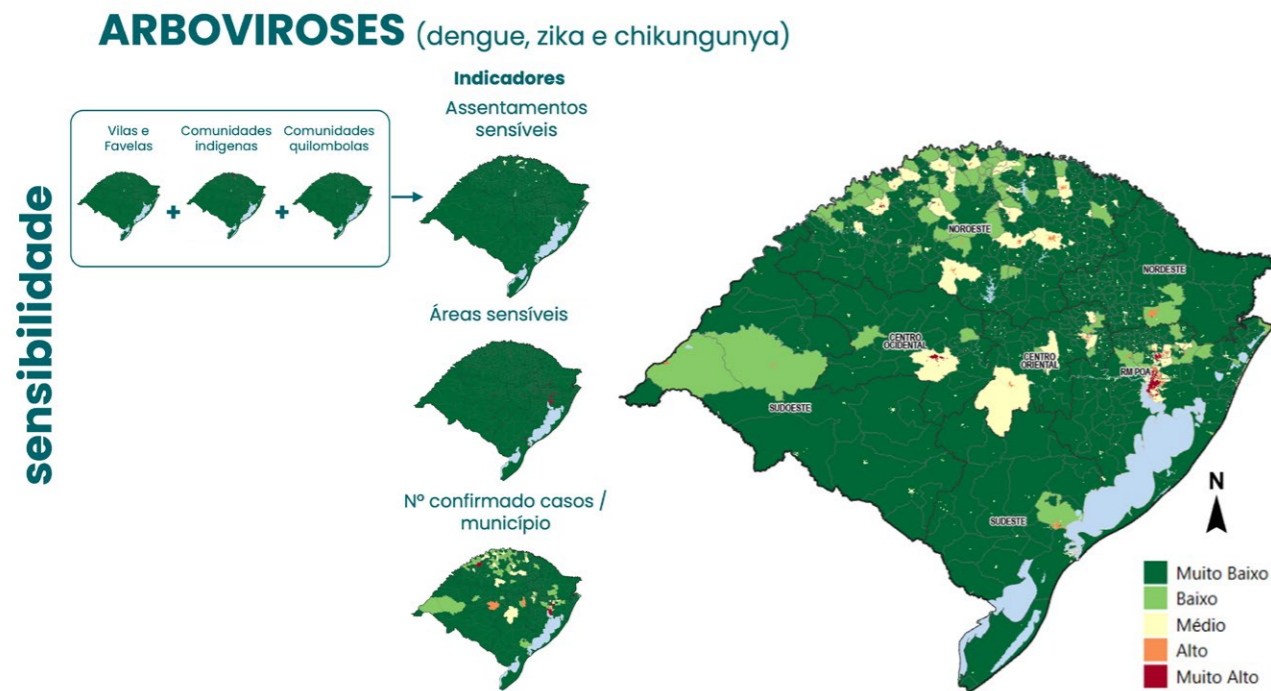 ARBOVIROSES (dengue, zika e chikungunya)
sensibilidade
Indicadores
Vilas e
Favelas
Comunidades
indígenas
Comunidades
quilombolas
+
+
Assentamentos
sensíveis
Áreas sensíveis
Nº confirmado casos /
município
NOROESTE
NORDESTE
CENTRO
OCIDENTAL
CENTRO
ORIENTAL
RM POA
SUDOESTE
SUDESTE
N
Muito Baixo
Baixo
Médio
Alto
Muito Alto